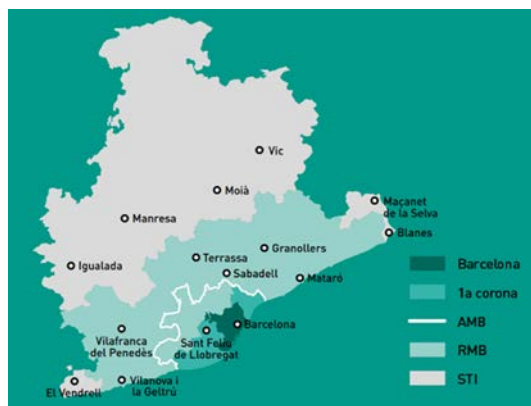 Vic
Moià
Maçanet
de la Selva
Manresa
Blanes
Granollers
Terrassa
Igualada
Sabadell
Mataró
Barcelona
1a corona
Barcelona
AMB
Vilafranca
del Penedès
Sant Feliu
de Llobregat
RMB
El Vendrell
Vilanova i
la Geltrú
STI